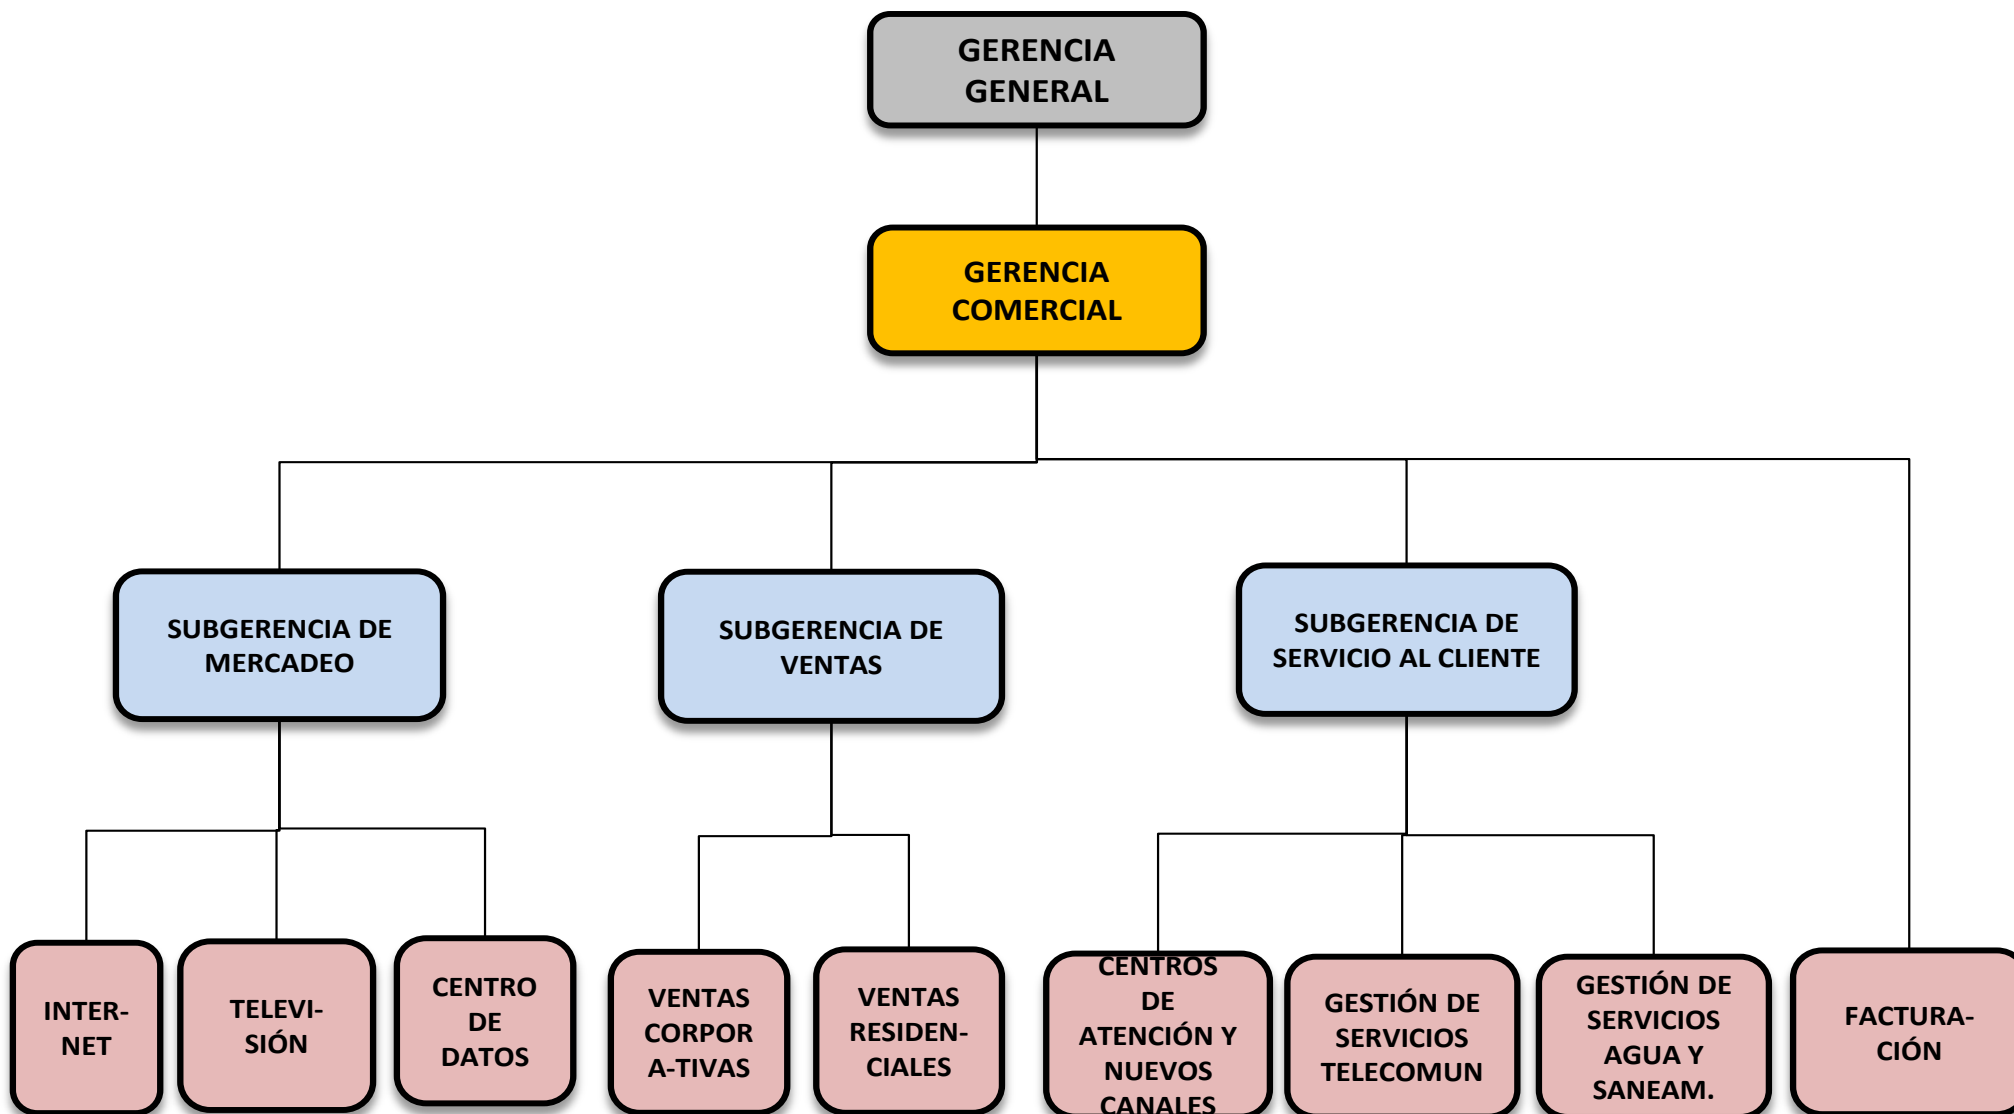 GERENCIA
GENERAL
GERENCIA
COMERCIAL
SUBGERENCIA DE
MERCADEO
SUBGERENCIA DE
VENTAS
SUBGERENCIA DE
SERVICIO AL CLIENTE
INTER-
NET
TELEVI-
SIÓN
CENTRO
DE
DATOS
VENTAS
CORPOR
A-TIVAS
VENTAS
RESIDEN-
CIALES
CENTROS
DE
ATENCIÓN Y
NUEVOS
CANALES
GESTIÓN DE
SERVICIOS
TELECOMUN
GESTIÓN DE
SERVICIOS
AGUA Y
SANEAM.
FACTURA-
CIÓN